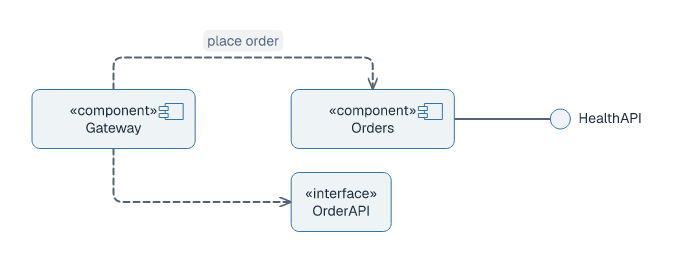 place order
«component»
Gateway
«component»
Orders
HealthAPI
«interface»
OrderAPI